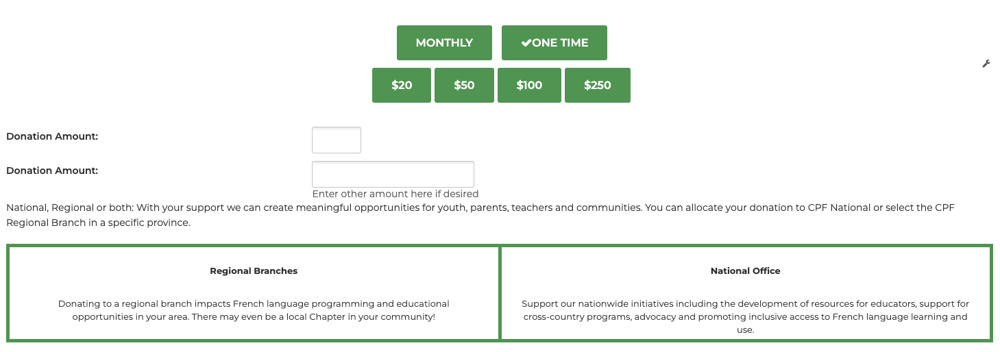 MONTHLY ONE TIME
$20 $50 $100 $250
Donation Amount:
Donation Amount:
Enter other amount here if desired
National, Regional or both: With your support we can create meaningful opportunities for youth, parents, teachers and communities. You can allocate your donation to CPF National or select the CPF
Regional Branch in a specific province.
Regional Branches
Donating to a regional branch impacts French language programming and educational
opportunities in your area. There may even be a local Chapter in your community!
National Office
Support our nationwide initiatives including the development of resources for educators, support for
cross-country programs, advocacy and promoting inclusive access to French language learning and
use.